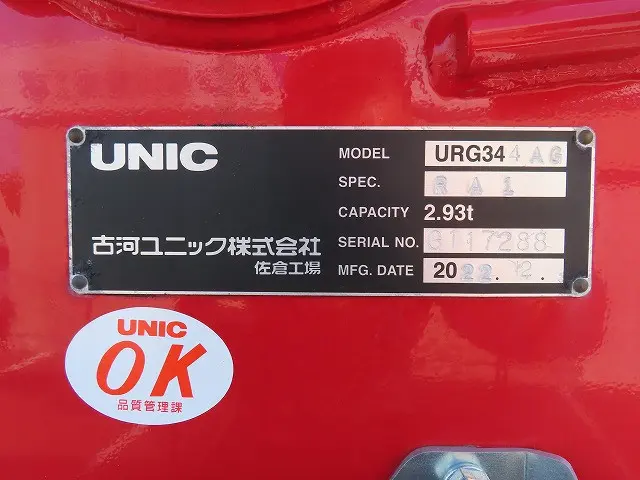 UNIC
MODEL URG344AG
SPEC. RA1
CAPACITY 2.93t
古河ユニック株式会社
SERIAL NO. G117288
佐倉工場
MFG. DATE 2022.12.
UNIC
OK
品質管理課